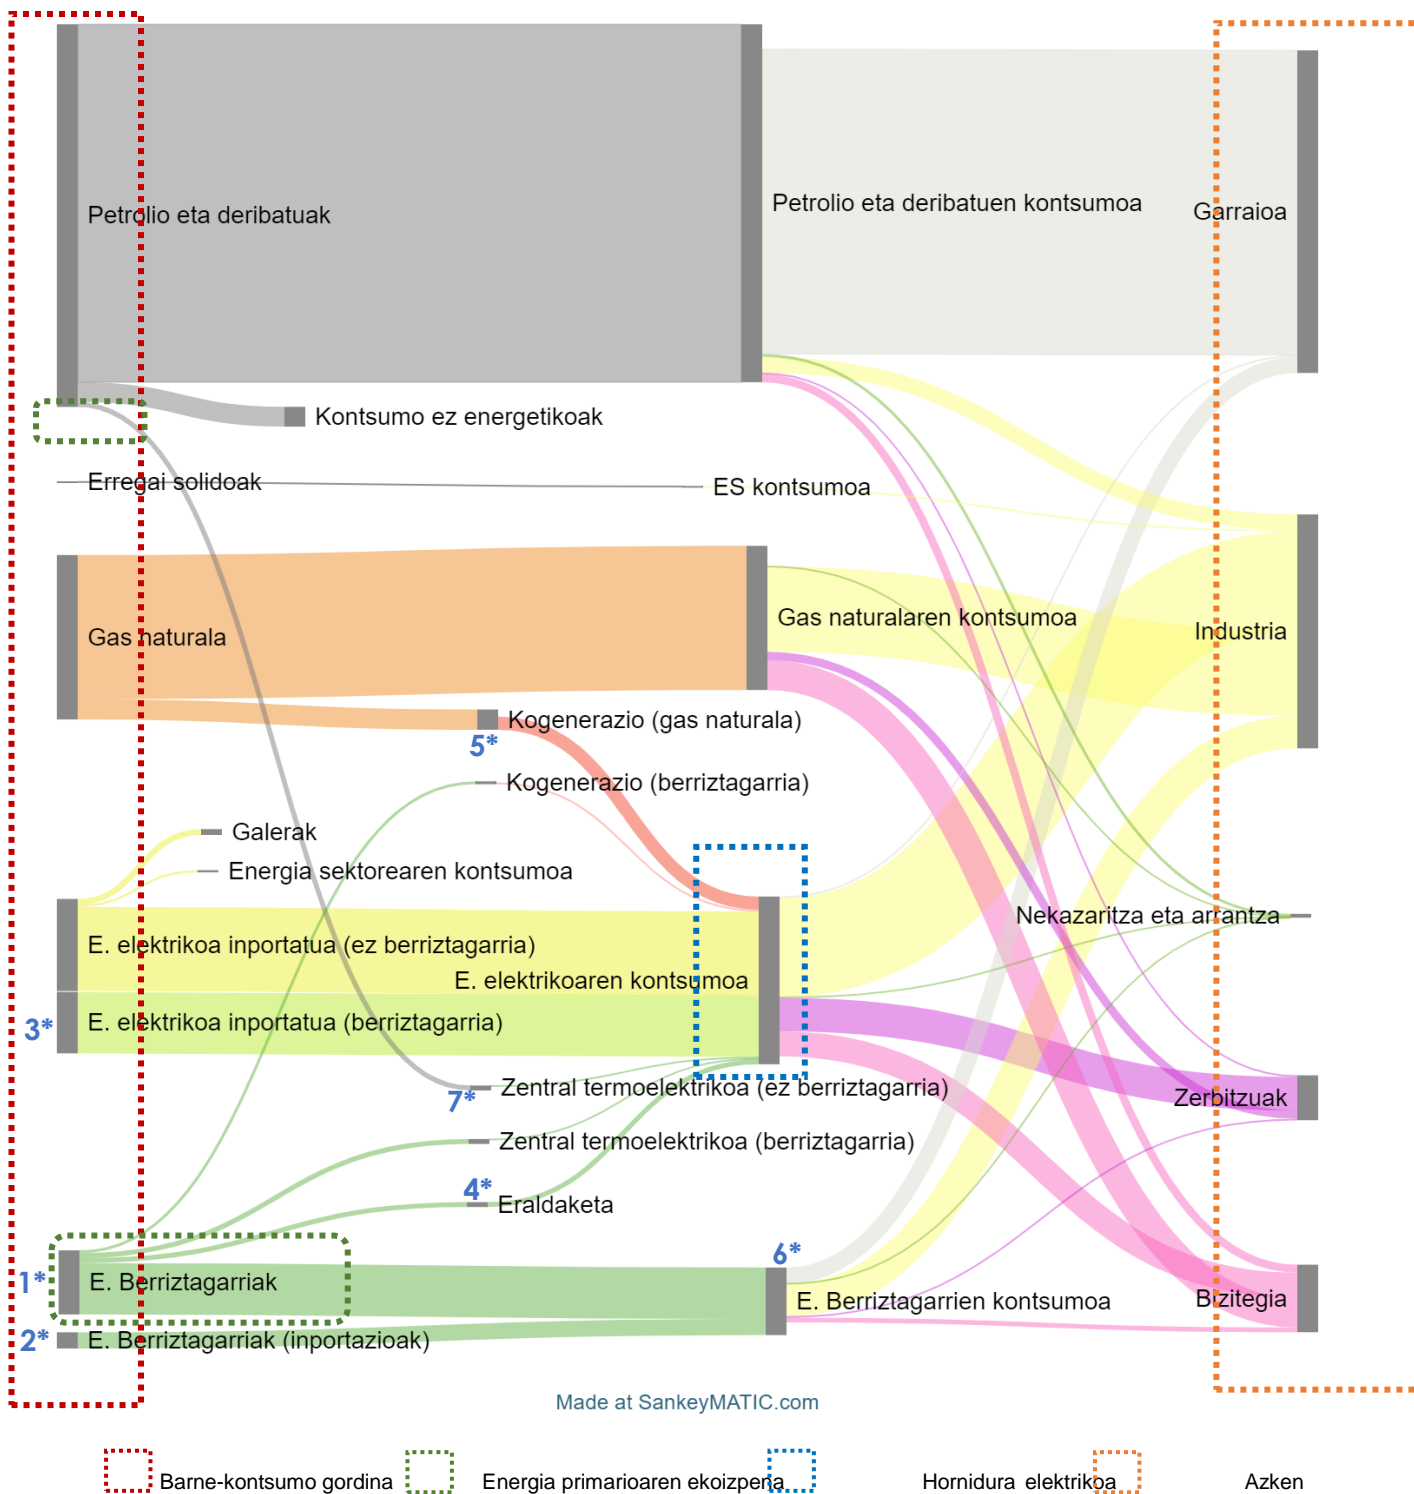 Petrolio eta deribatuak
Petrolio eta deribatuen kontsumoa
Garraioa
Kontsumo ez energetikoak
Erregai solidoak
ES kontsumoa
Gas naturala
Gas naturalaren kontsumoa
Industria
Kogenerazio (gas naturala)
5*
Kogenerazio (berriztagarria)
Galerak
Energia sektorearen kontsumoa
Nekazaritza eta arrantza
E. elektrikoa inportatua (ez berriztagarria)
E. elektrikoaren kontsumoa
E. elektrikoa inportatua (berriztagarria)
3*
Zentral termoelektrikoa (ez berriztagarria)
7*
Zerbitzuak
Zentral termoelektrikoa (berriztagarria)
4*
Eraldaketa
6*
1*
E. Berriztagarriak
E. Berriztagarrien kontsumoa
Bizitegia
2*
E. Berriztagarriak (inportazioak)
Made at SankeyMATIC.com
Barne-kontsumo gordina
Energia primarioaren ekoizpena
Hornidura elektrikoa
Azken